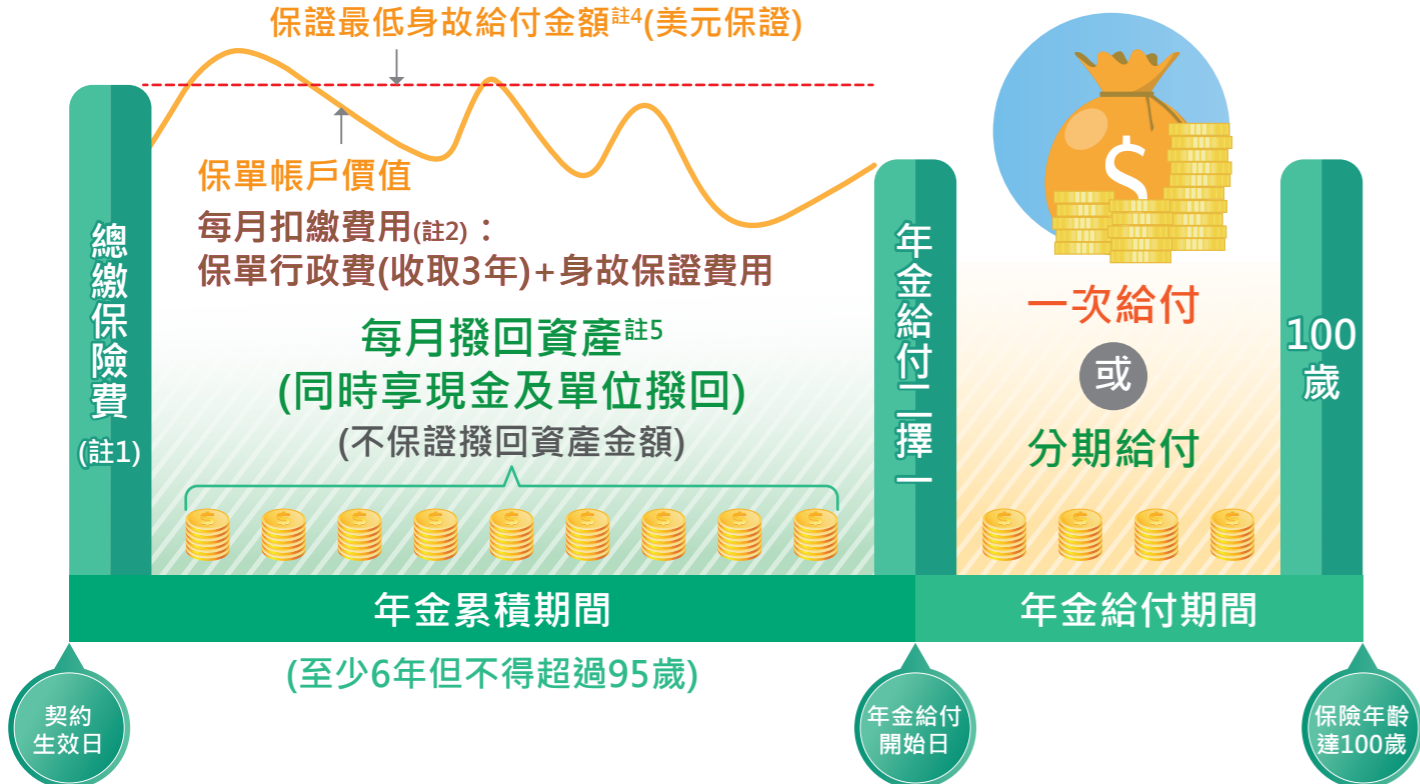 保證最低身故給付金額註4(美元保證)
保單帳戶價值
每月扣繳費用(註2)：
保單行政費(收取3年)+身故保證費用
每月撥回資產註5
(同時享現金及單位撥回)
(不保證撥回資產金額)
總繳保險費
(註1)
年金給付二擇一
$
一次給付
或
分期給付
100
歲
年金累積期間
年金給付期間
(至少6年但不得超過95歲)
契約
生效日
年金給付
開始日
保險年齡
達100歲